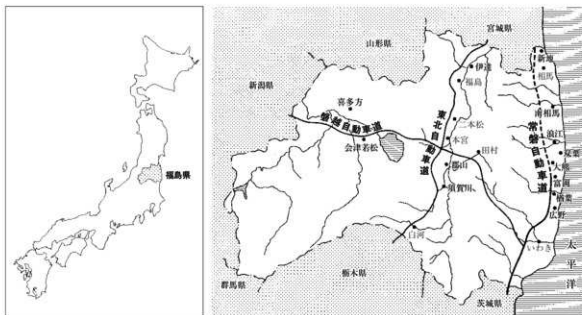 福島県
宮城県
山形県
新潟県
新地
相馬
伊達
福島
喜多方
南相馬
二本松
磐越自動車道
東北自動車道
常磐自動車道
浪江
双葉
本宮
会津若松
田村
大熊
郡山
富岡
須賀川
楢葉
広野
白河
いわき
太平洋
栃木県
群馬県
茨城県